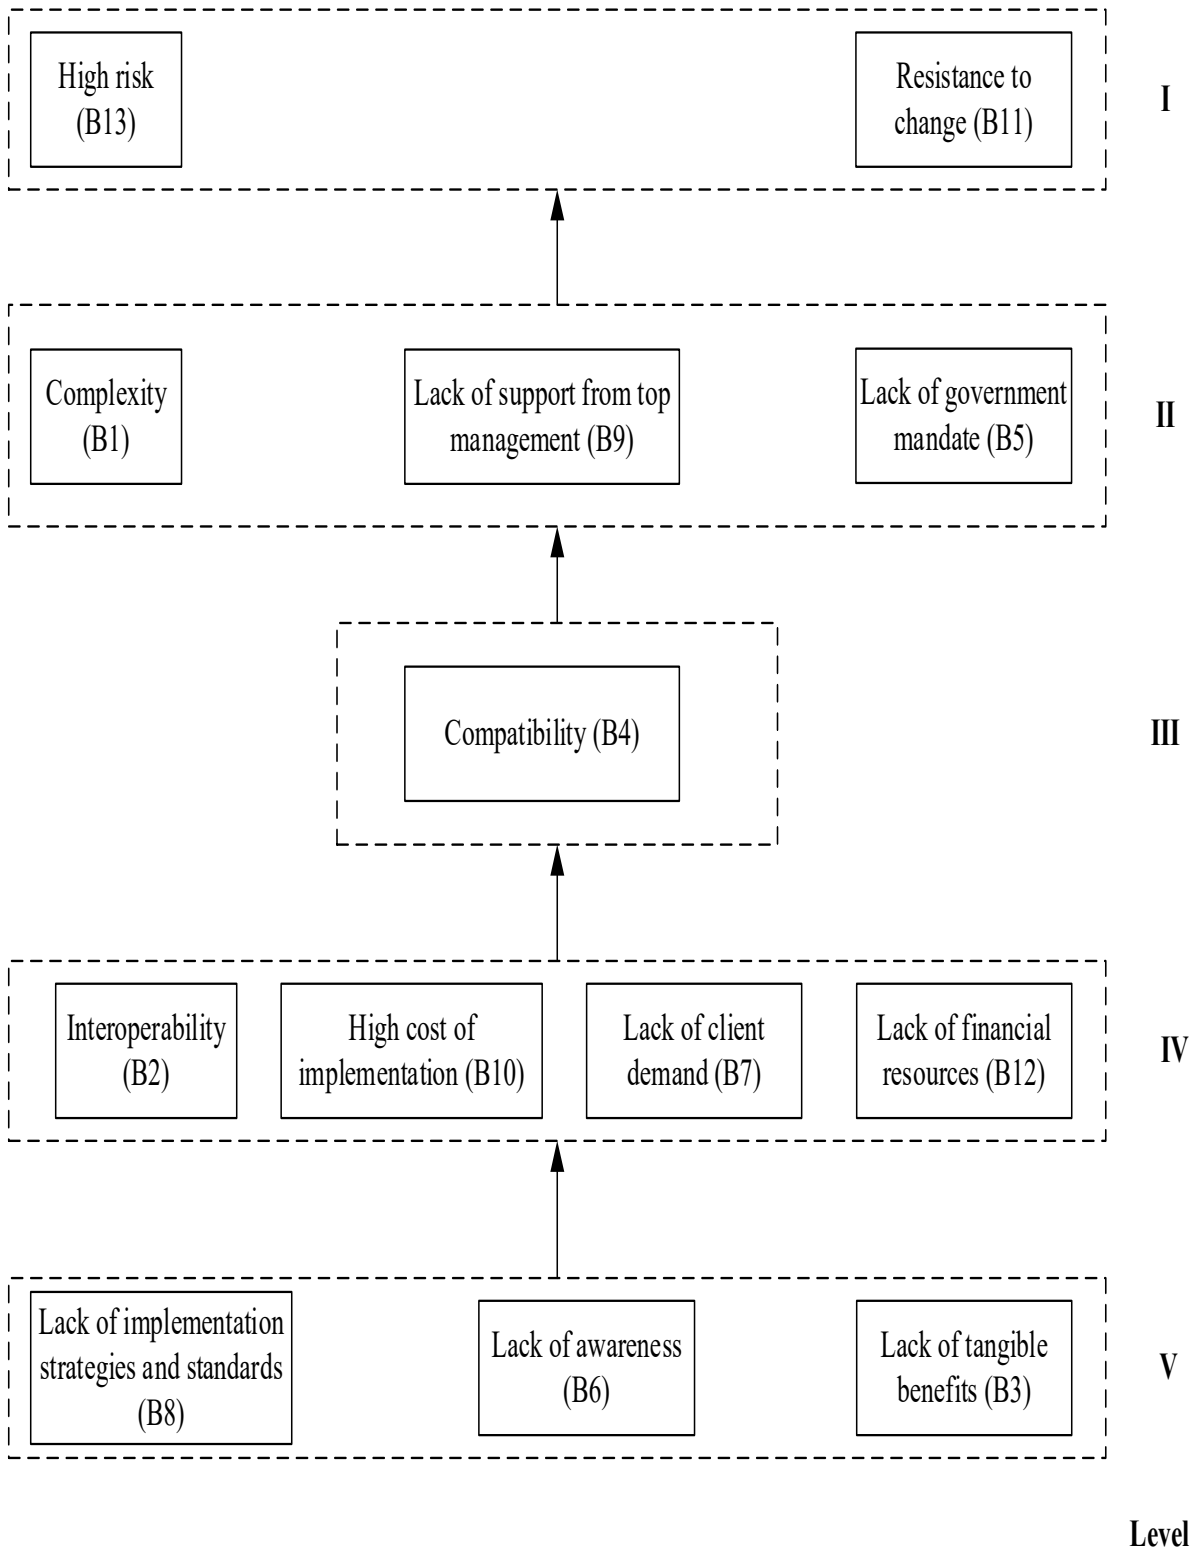 High risk
(B13)
Resistance to
change (B11)
I
Complexity
(B1)
Lack of support from top
management (B9)
Lack of government
mandate (B5)
II
Compatibility (B4)
III
Interoperability
(B2)
High cost of
implementation (B10)
Lack of client
demand (B7)
Lack of financial
resources (B12)
IV
Lack of implementation
strategies and standards
(B8)
Lack of awareness
(B6)
Lack of tangible
benefits (B3)
V
Level